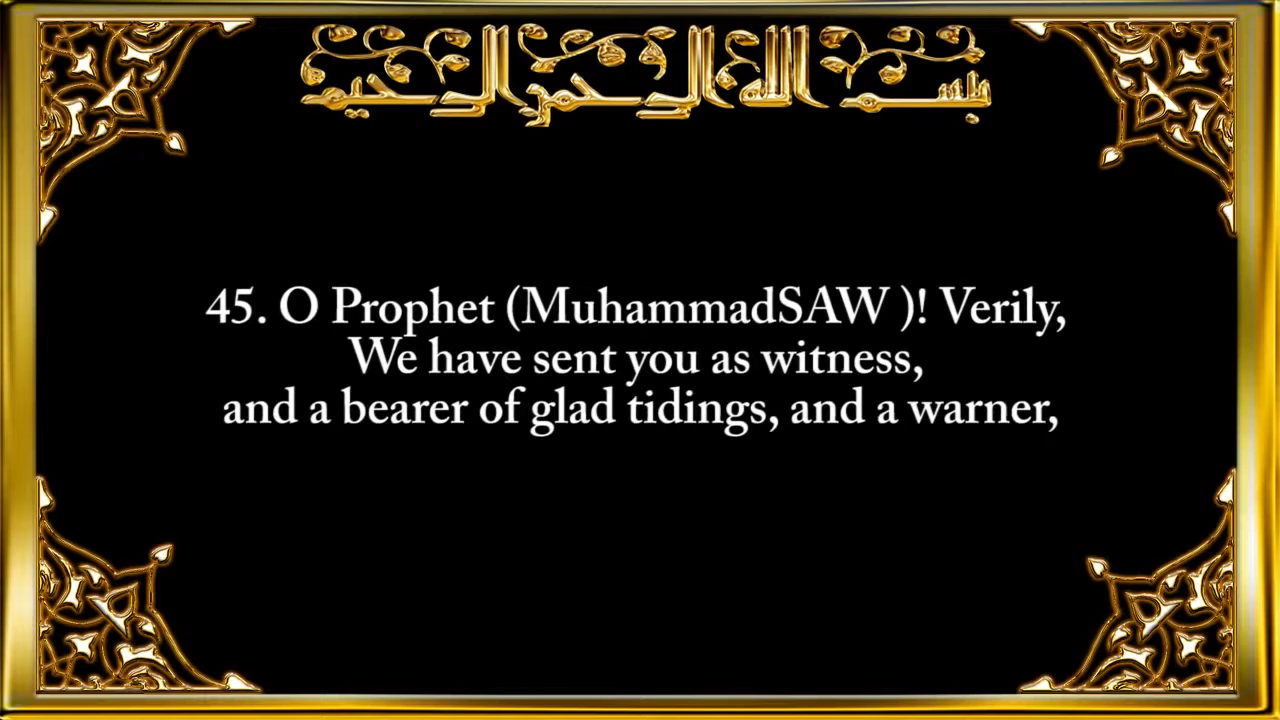 بسم الله الرحمن الرحيم
45. O Prophet (MuhammadSAW )! Verily,
We have sent you as witness,
and a bearer of glad tidings, and a warner,